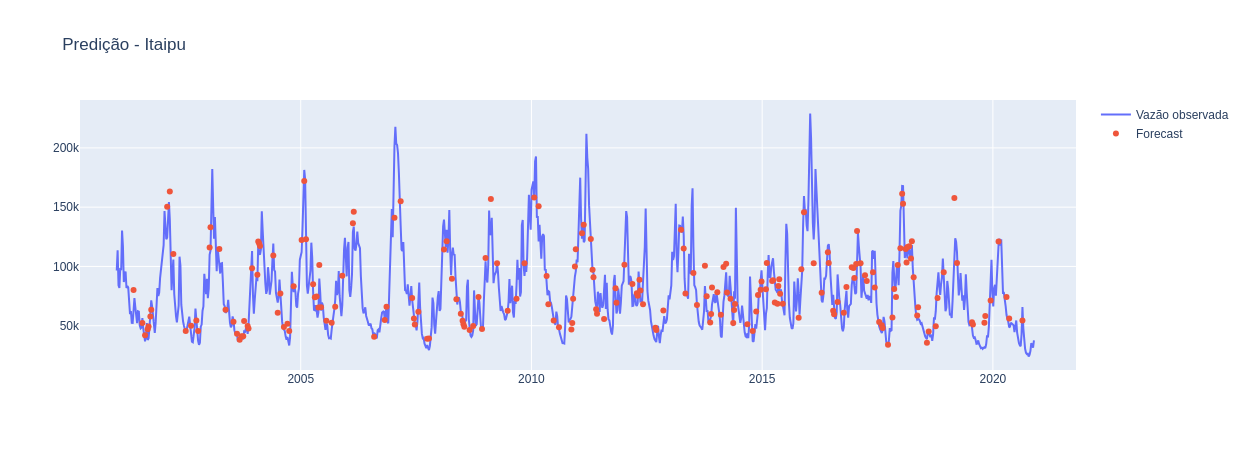 Predição - Itaipu
Vazão observada
Forecast
200k
150k
100k
50k
2005
2010
2015
2020